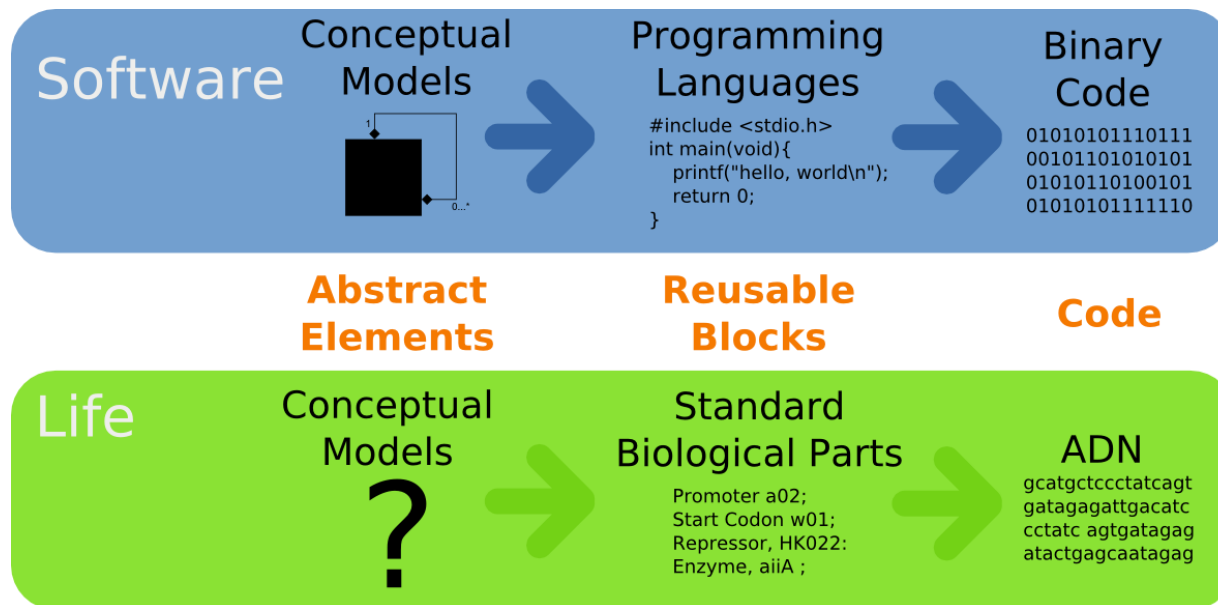 Software
Conceptual
Models
1
0...*
Programming
Languages
#include <stdio.h>
int main(void){
printf("hello, world\n");
return 0;
}
Binary
Code
01010101110111
00101101010101
01010110100101
01010101111110
Abstract
Elements
Reusable
Blocks
Code
Life
Conceptual
Models
?
Standard
Biological Parts
Promoter a02;
Start Codon w01;
Repressor, HK022:
Enzyme, aiiA ;
ADN
gcatgctccctatcagt
gatagagattgacatc
cctatc agtgatagag
atactgagcaatagag